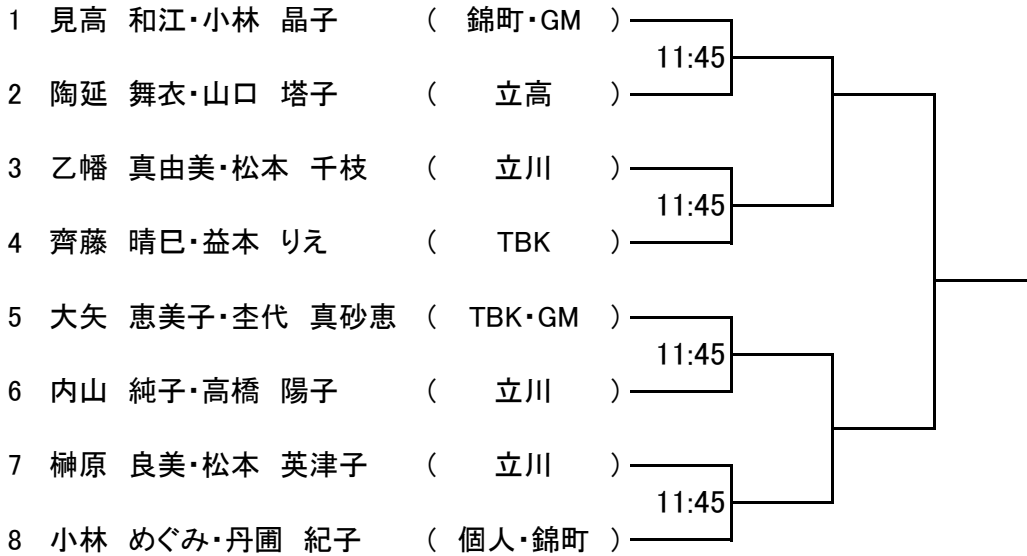 1 見高 和江・小林 晶子 ( 錦町・GM )
11:45
2 陶延 舞衣・山口 塔子 ( 立高 )
3 乙幡 真由美・松本 千枝 ( 立川 )
11:45
4 齊藤 晴巳・益本 りえ ( TBK )
5 大矢 恵美子・杢代 真砂恵 ( TBK・GM )
11:45
6 内山 純子・高橋 陽子 ( 立川 )
7 榊原 良美・松本 英津子 ( 立川 )
11:45
8 小林 めぐみ・丹圃 紀子 ( 個人・錦町 )